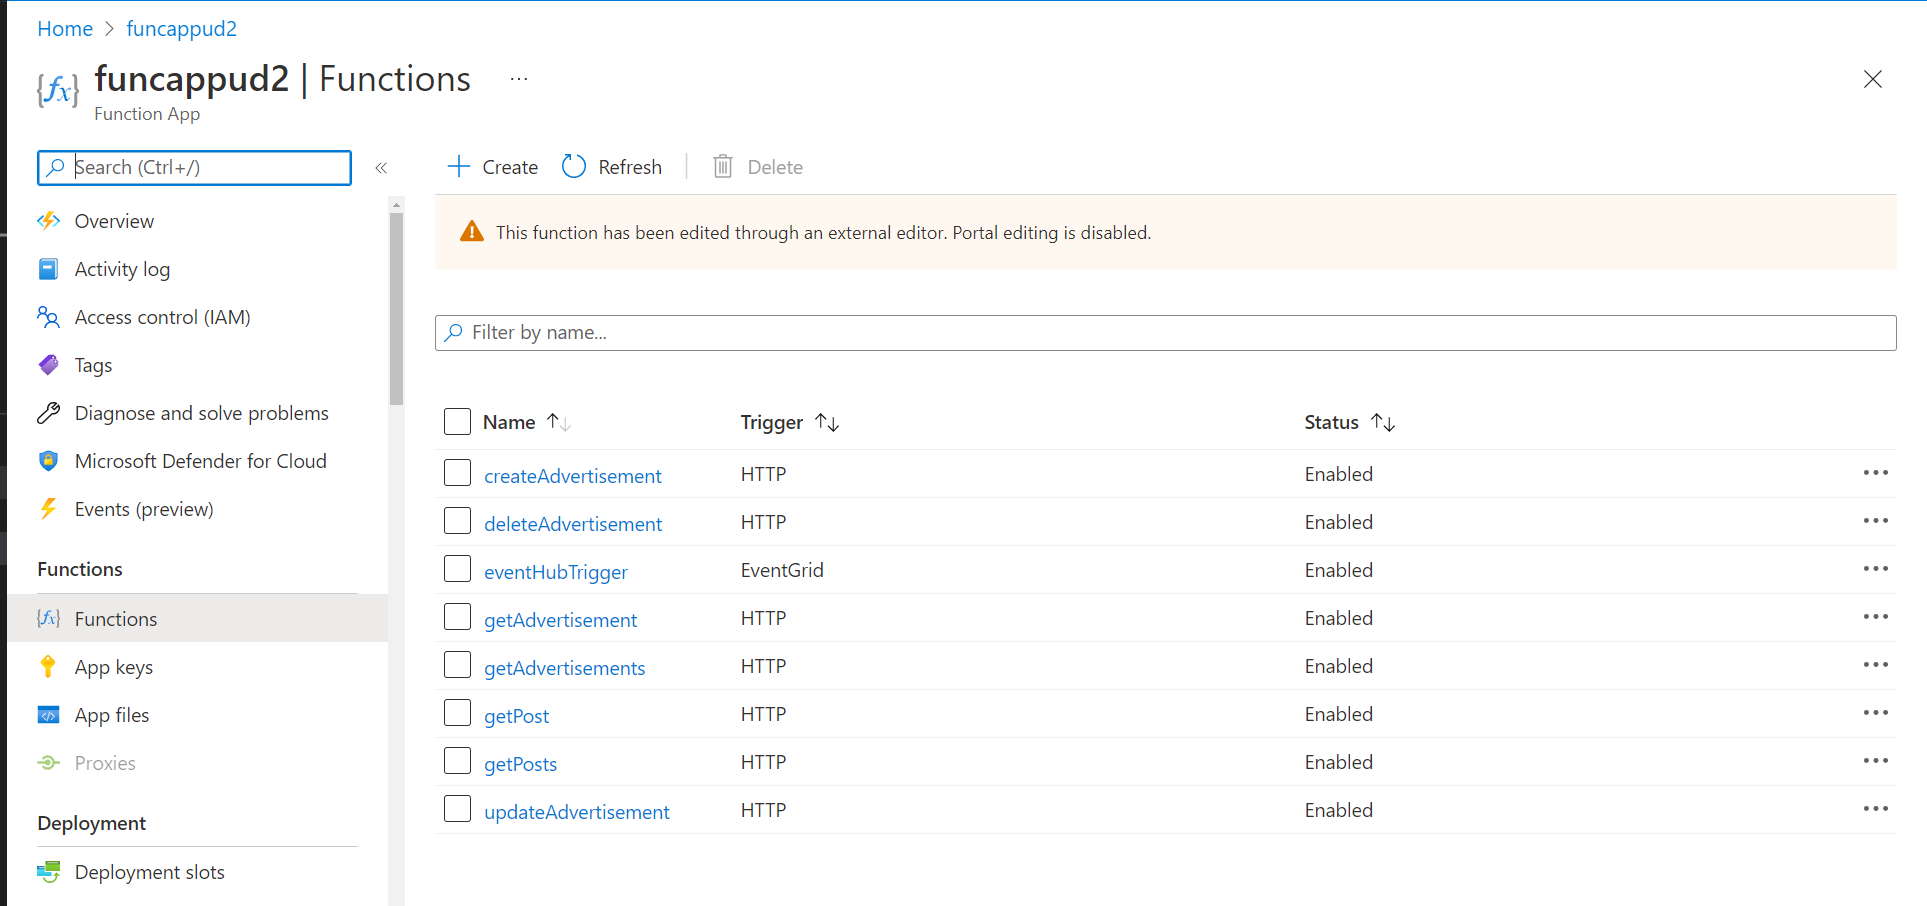 Home > funcappud2
funcappud2 | Functions ...
Function App
Search (Ctrl+/)
«
Overview
Activity log
Access control (IAM)
Tags
Diagnose and solve problems
Microsoft Defender for Cloud
Events (preview)
Functions
Functions
App keys
App files
Proxies
Deployment
Deployment slots
Create Refresh Delete
This function has been edited through an external editor. Portal editing is disabled.
Filter by name...
Name Trigger Status
createAdvertisement HTTP Enabled
deleteAdvertisement HTTP Enabled
eventHubTrigger EventGrid Enabled
getAdvertisement HTTP Enabled
getAdvertisements HTTP Enabled
getPost HTTP Enabled
getPosts HTTP Enabled
updateAdvertisement HTTP Enabled